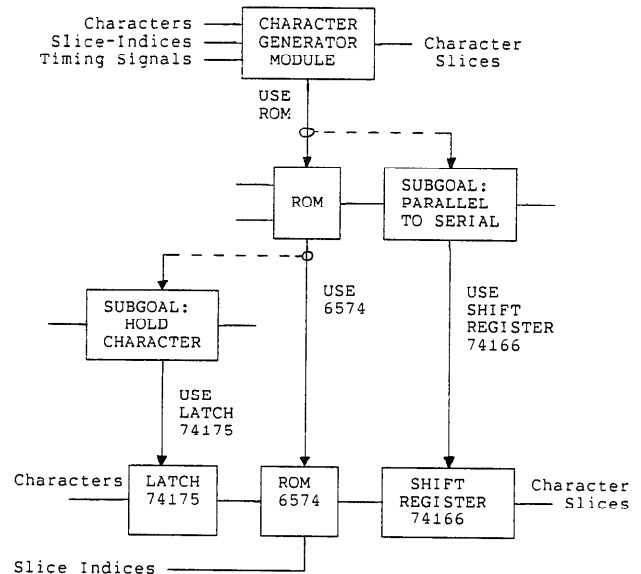 Characters
Slice-Indices
Timing Signals
CHARACTER
GENERATOR
MODULE
Character
Slices
USE
ROM
ROM
SUBGOAL:
PARALLEL
TO SERIAL
SUBGOAL:
HOLD
CHARACTER
USE
6574
USE
SHIFT
REGISTER
74166
USE
LATCH
74175
Characters
LATCH
74175
ROM
6574
SHIFT
REGISTER
74166
Character
Slices
Slice Indices